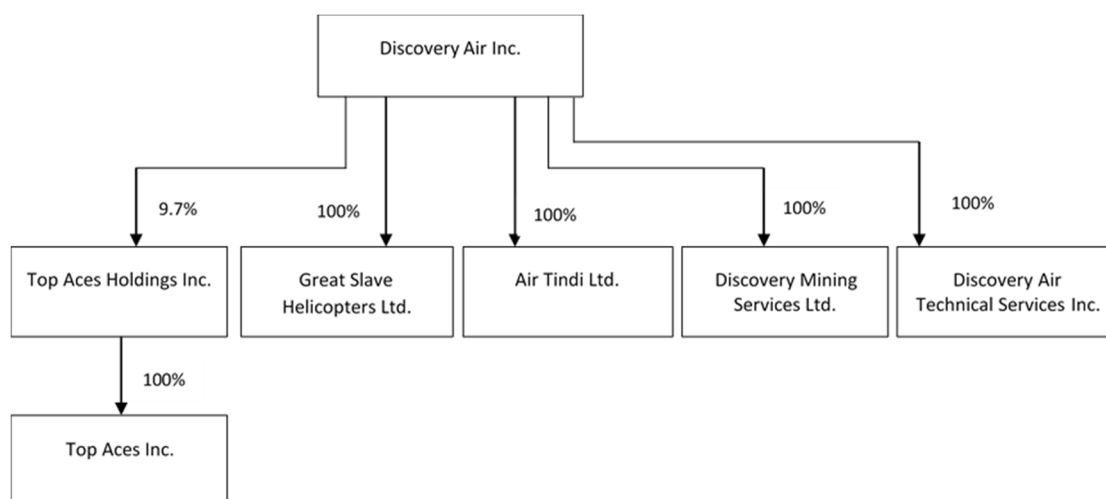 Discovery Air Inc.
9.7%
100%
100%
100%
100%
Top Aces Holdings Inc.
Great Slave
Helicopters Ltd.
Air Tindi Ltd.
Discovery Mining
Services Ltd.
Discovery Air
Technical Services Inc.
100%
Top Aces Inc.